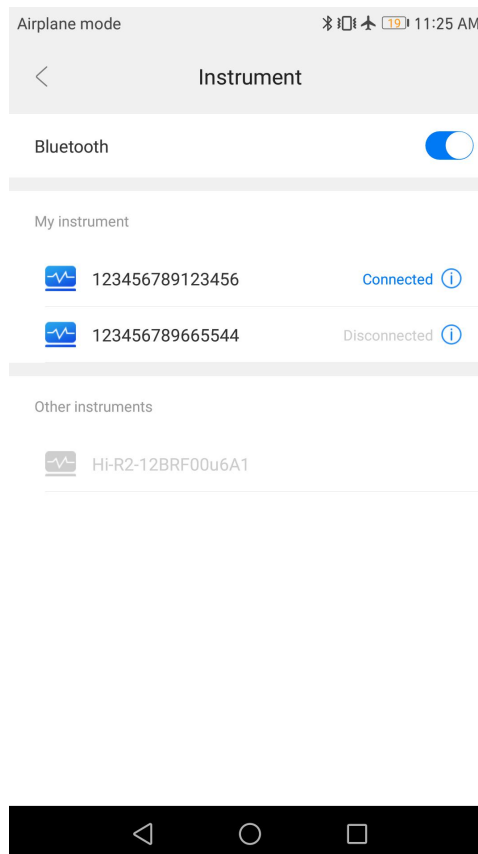 Airplane mode 19 11:25 AM
Instrument
Bluetooth
My instrument
123456789123456 Connected
123456789665544 Disconnected
Other instruments
Hi-R2-12BRF00u6A1